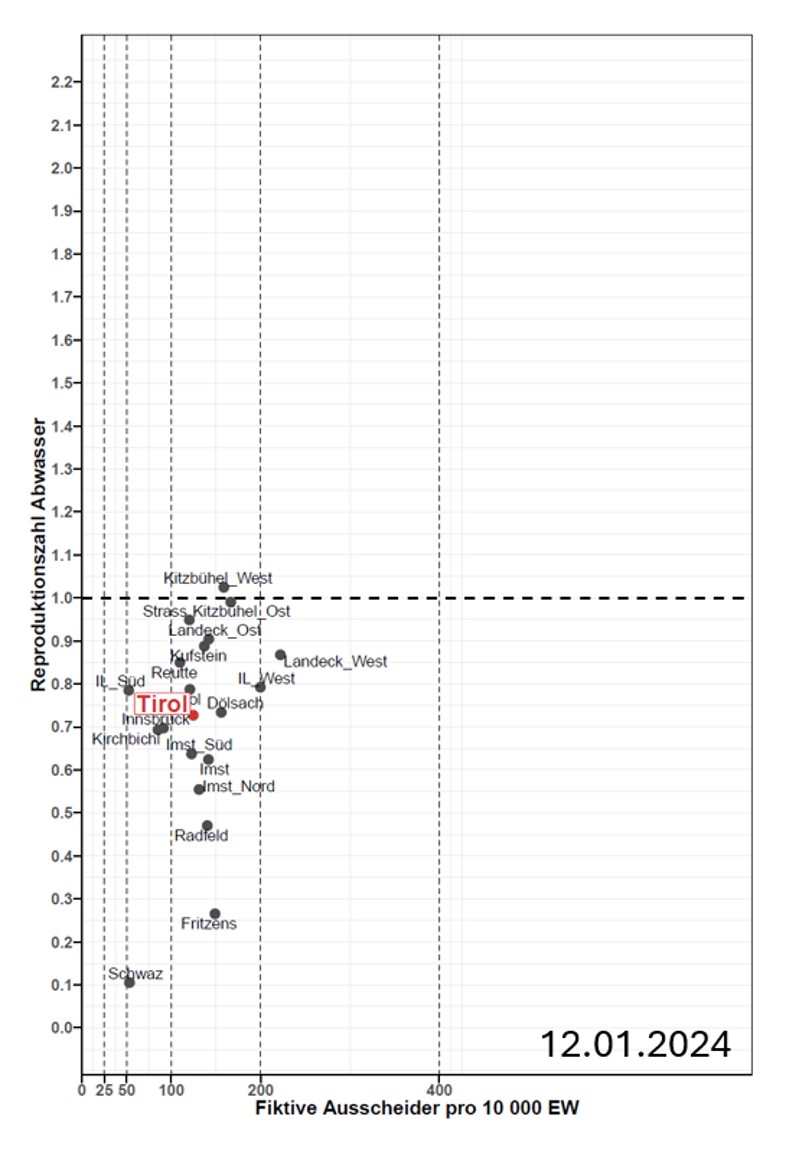 2.2
2.1
2.0
1.9
1.8
1.7
1.6
1.5
1.4
1.3
1.2
1.1
1.0
0.9
0.8
0.7
0.6
0.5
0.4
0.3
0.2
0.1
0.0
Reproduktionszahl Abwasser
Kitzbühel_West
Strass Kitzbühel_Ost
Landeck_Ost
Kufstein
Landeck_West
Reutte
IL_West
IL_Süd
Tirol
Dölsach
Innsbruck
Kirchbichl
Imst_Süd
Imst
Imst_Nord
Radfeld
Fritzens
Schwaz
12.01.2024
0 25 50 100 200 400
Fiktive Ausscheider pro 10 000 EW